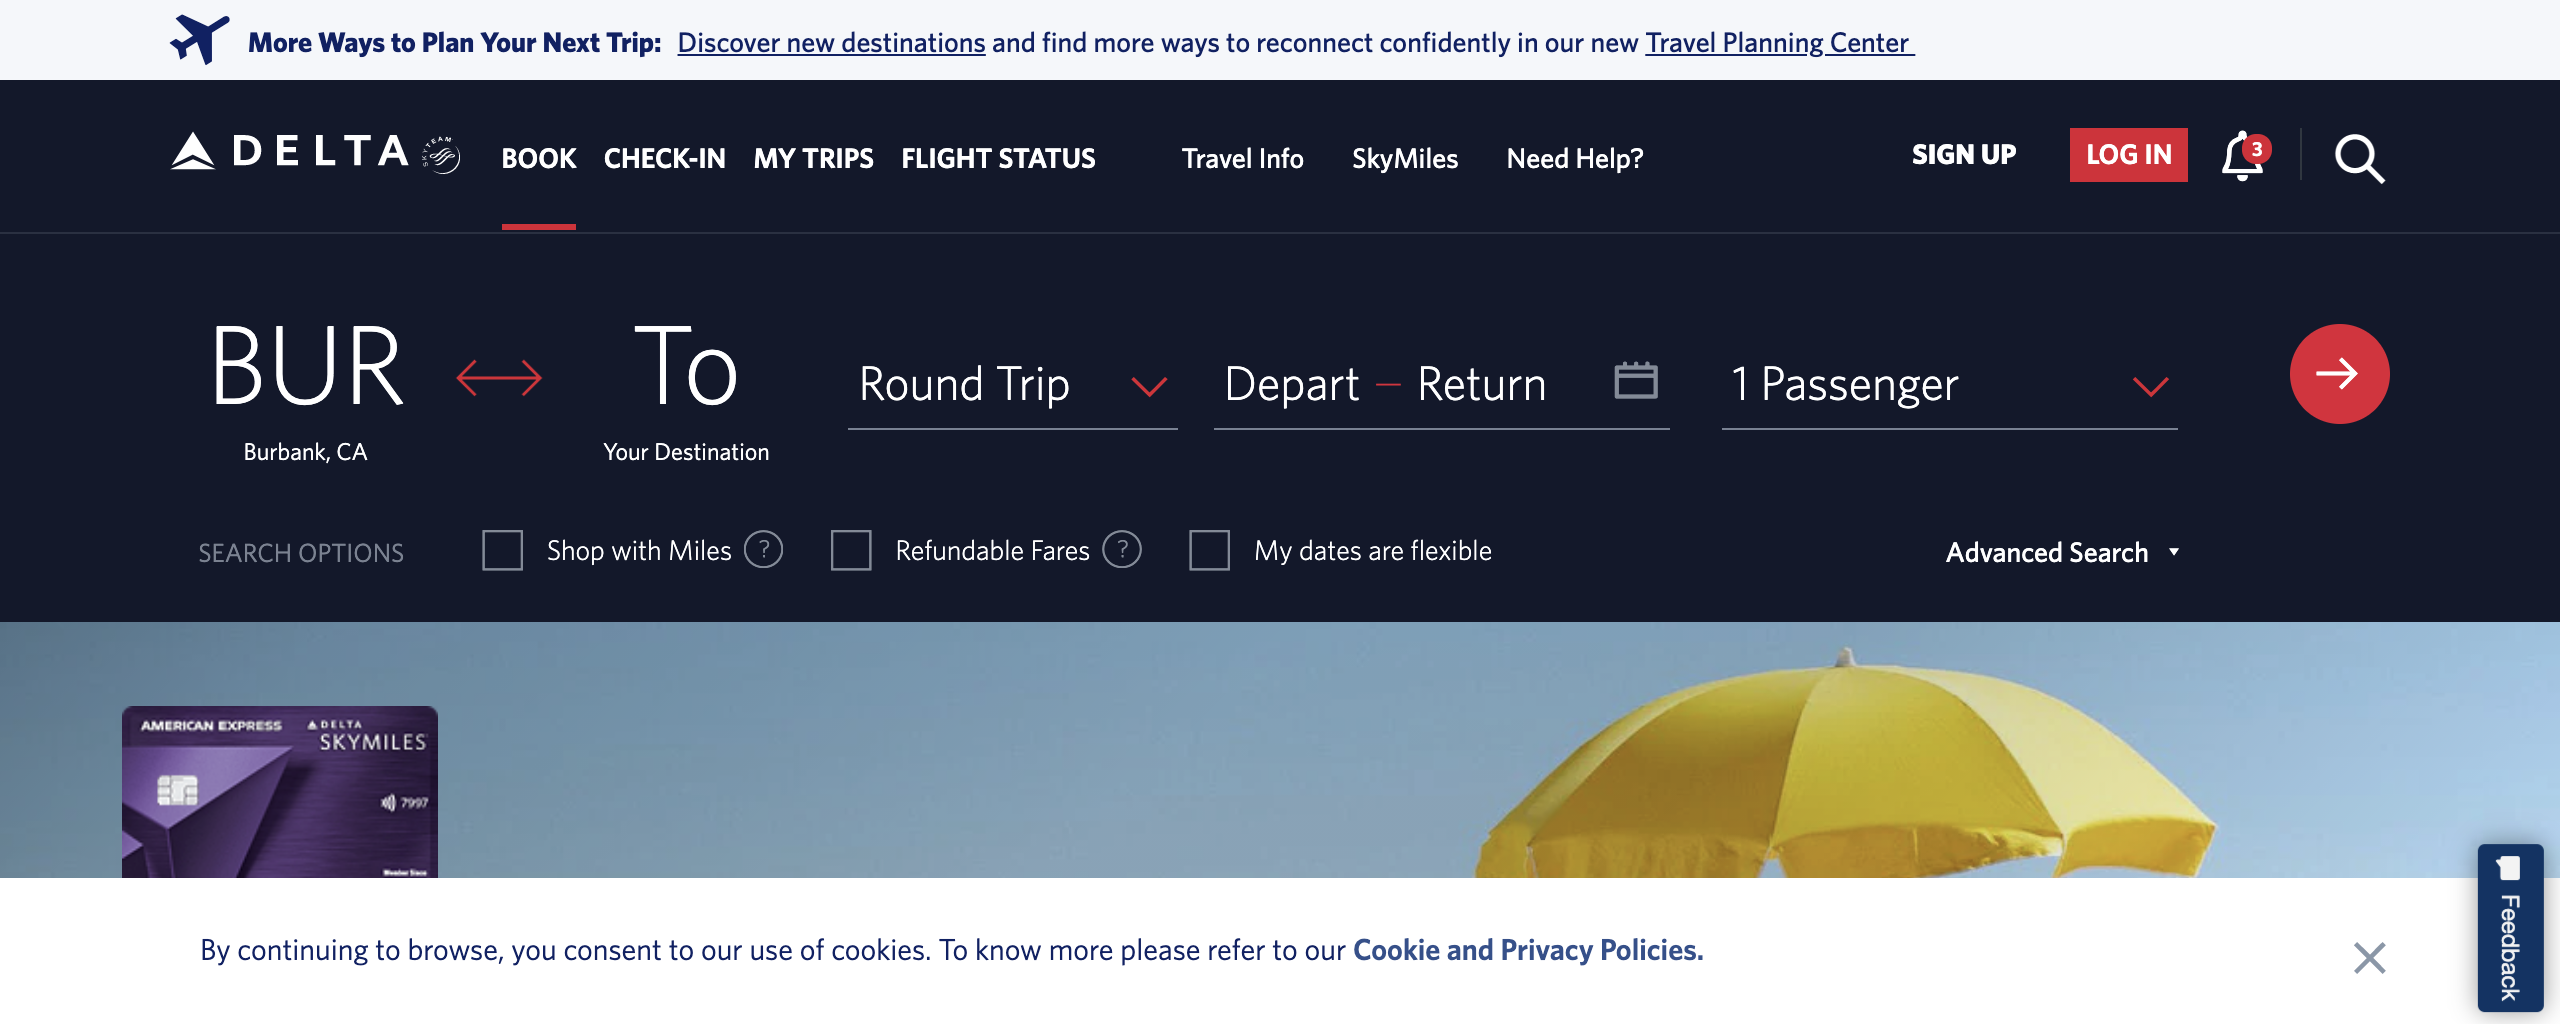 More Ways to Plan Your Next Trip: Discover new destinations and find more ways to reconnect confidently in our new Travel Planning Center
DELTA SKYTEAM BOOK CHECK-IN MY TRIPS FLIGHT STATUS Travel Info SkyMiles Need Help? SIGN UP LOG IN 3
BUR To Round Trip Depart – Return 1 Passenger
Burbank, CA Your Destination
SEARCH OPTIONS Shop with Miles ? Refundable Fares ? My dates are flexible Advanced Search
AMERICAN EXPRESS DELTA
SKYMILES
7997
Member Since
By continuing to browse, you consent to our use of cookies. To know more please refer to our Cookie and Privacy Policies.
Feedback